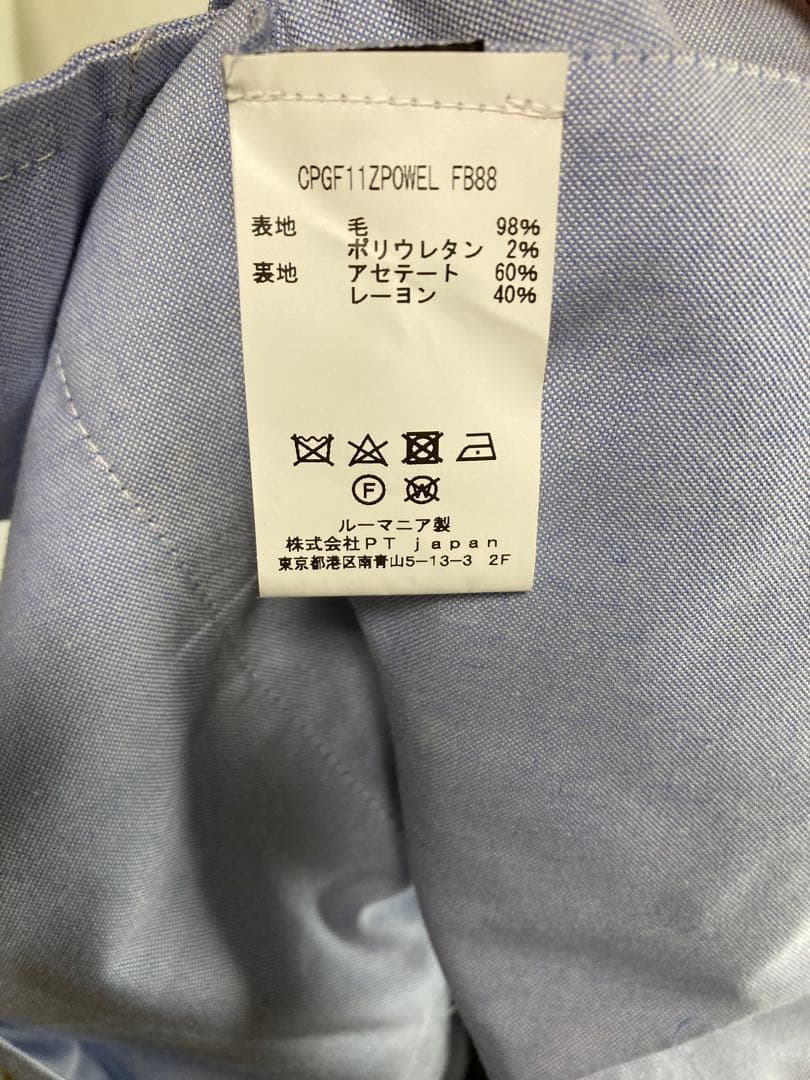 CPGF11ZPOWEL FB88
表地 毛 98%
ポリウレタン 2%
裏地 アセテート 60%
レーヨン 40%
F W
ルーマニア製
株式会社PT japan
東京都港区南青山5-13-3 2F